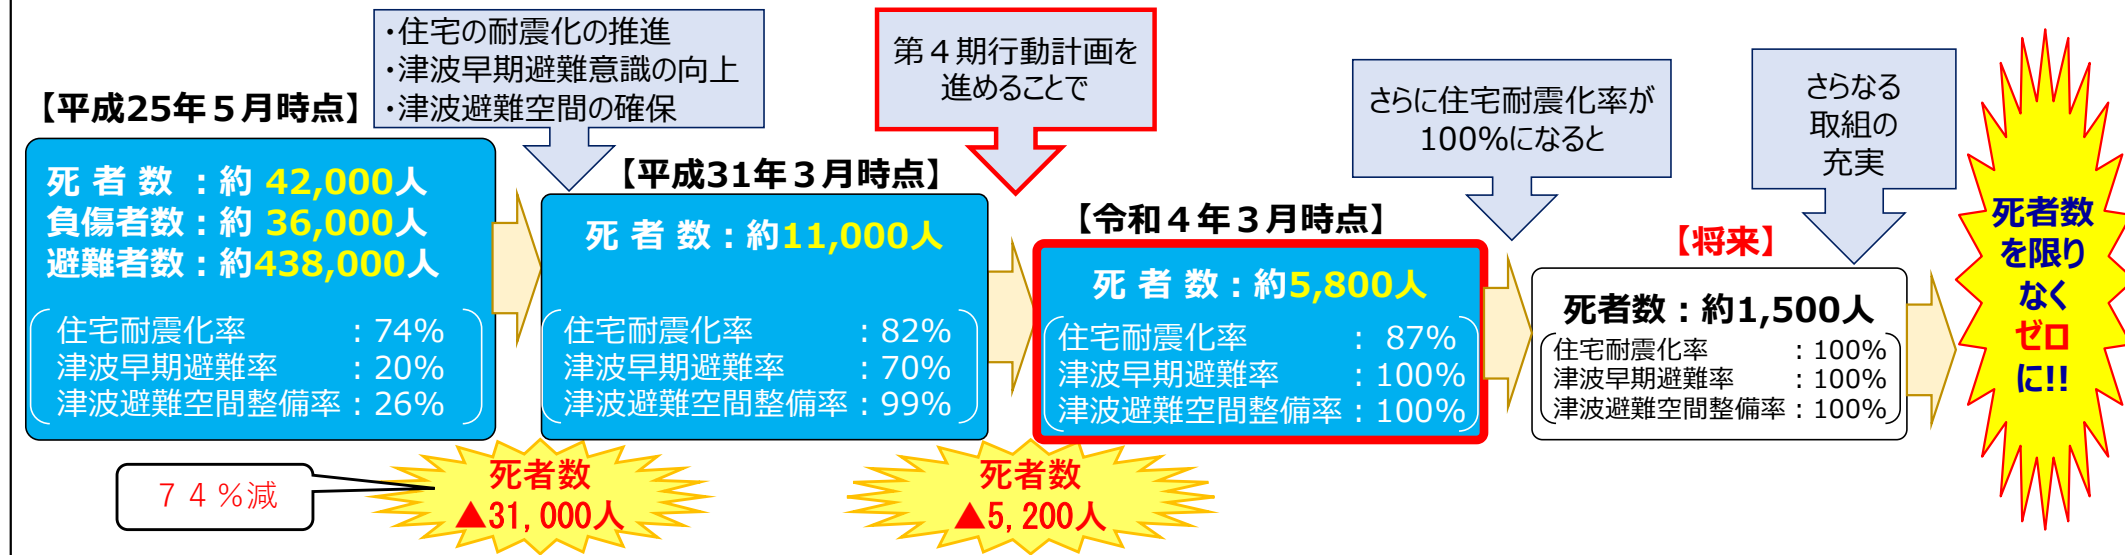 ・住宅の耐震化の推進
・津波早期避難意識の向上
・津波避難空間の確保
第４期行動計画を
進めることで
さらに住宅耐震化率が
100%になると
さらなる
取組の
充実
【平成25年５月時点】
死 者 数 ：約 42,000人
負傷者数：約 36,000人
避難者数：約438,000人
住宅耐震化率 ：74%
津波早期避難率 ：20%
津波避難空間整備率：26%
【平成31年３月時点】
死 者 数：約11,000人
住宅耐震化率 ：82%
津波早期避難率 ：70%
津波避難空間整備率：99%
【令和４年３月時点】
死 者 数：約5,800人
住宅耐震化率 ： 87%
津波早期避難率 ：100%
津波避難空間整備率：100%
【将来】
死者数：約1,500人
住宅耐震化率 ：100%
津波早期避難率 ：100%
津波避難空間整備率：100%
死者数
を限り
なく
ゼロ
に!!
７４％減
死者数
▲31,000人
死者数
▲5,200人